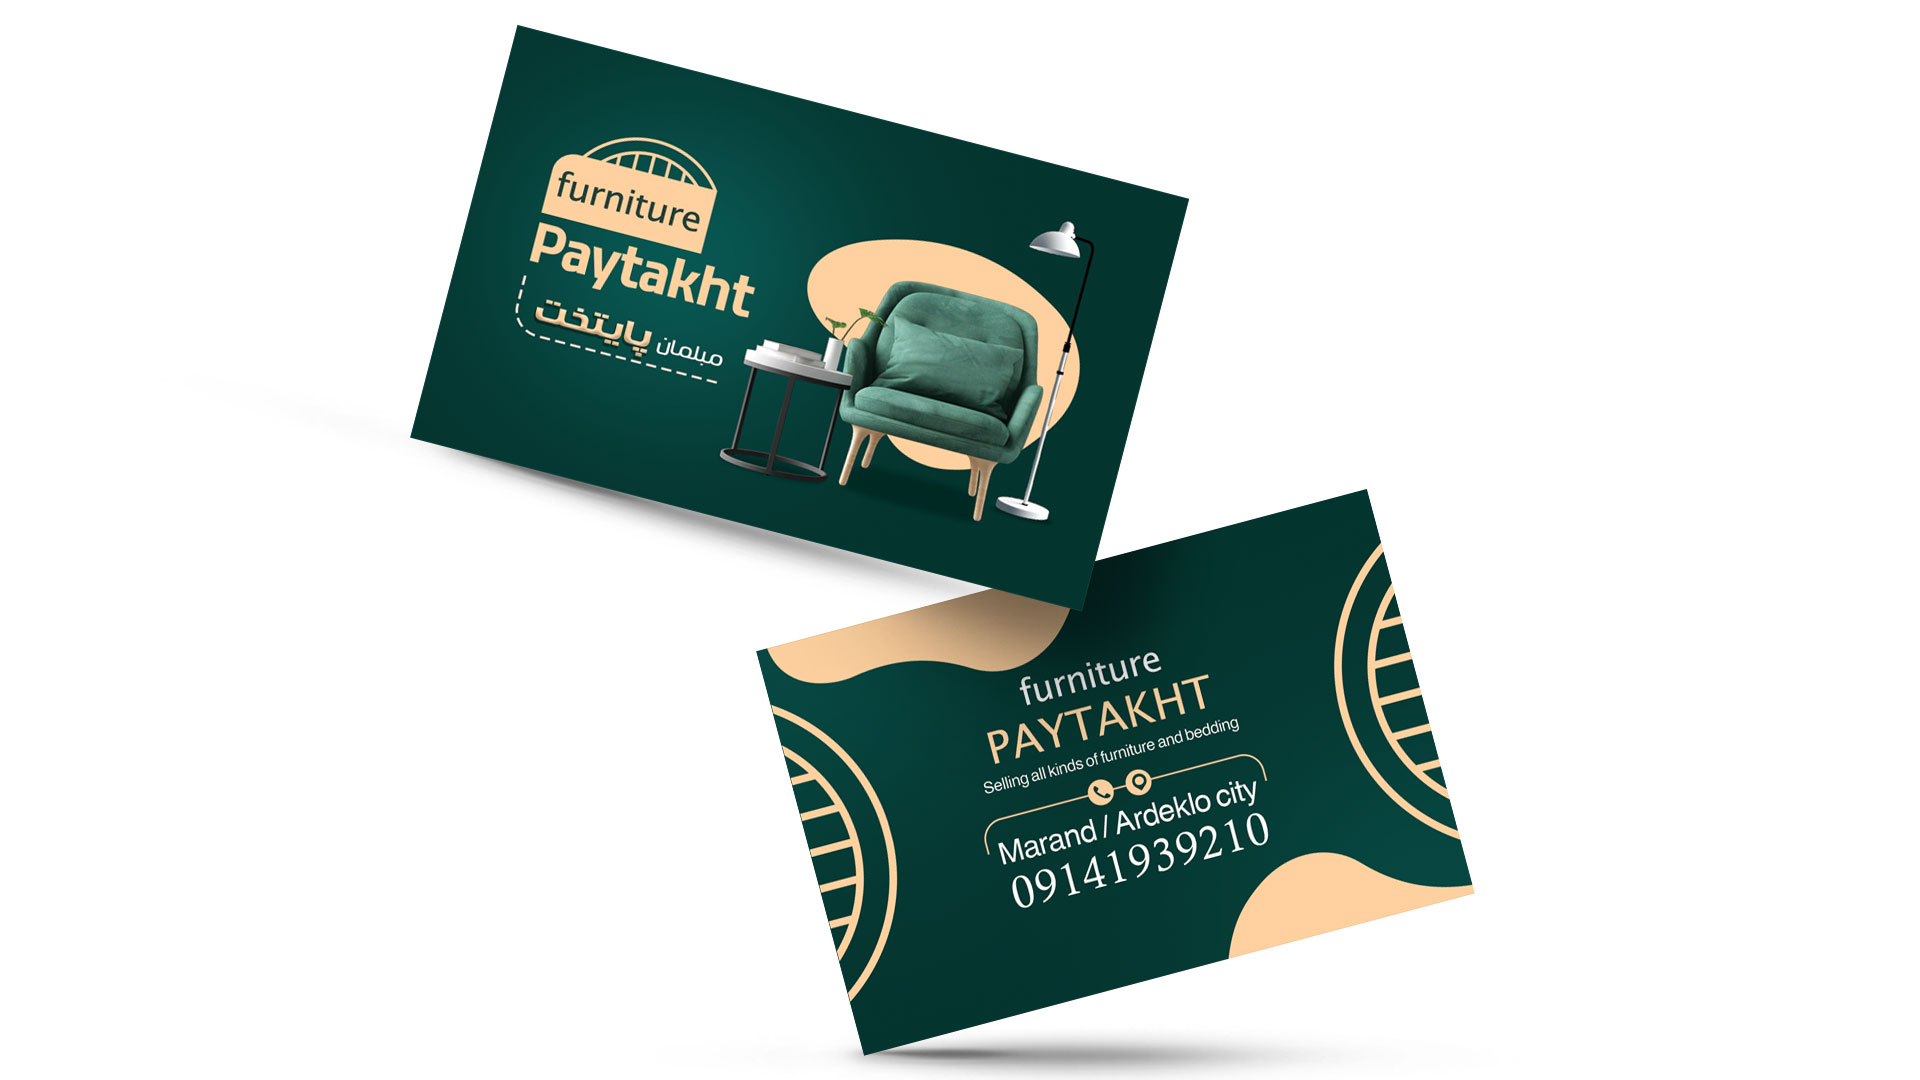 furniture
Paytakht
مبلمان پایتخت
furniture
PAYTAKHT
Selling all kinds of furniture and bedding
Marand / Ardeklo city
09141939210